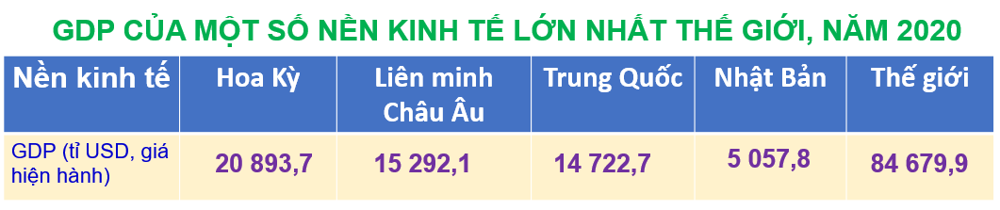 GDP CỦA MỘT SỐ NỀN KINH TẾ LỚN NHẤT THẾ GIỚI, NĂM 2020
Nền kinh tế Hoa Kỳ Liên minh Châu Âu Trung Quốc Nhật Bản Thế giới
GDP (tỉ USD, giá hiện hành) 20 893,7 15 292,1 14 722,7 5 057,8 84 679,9